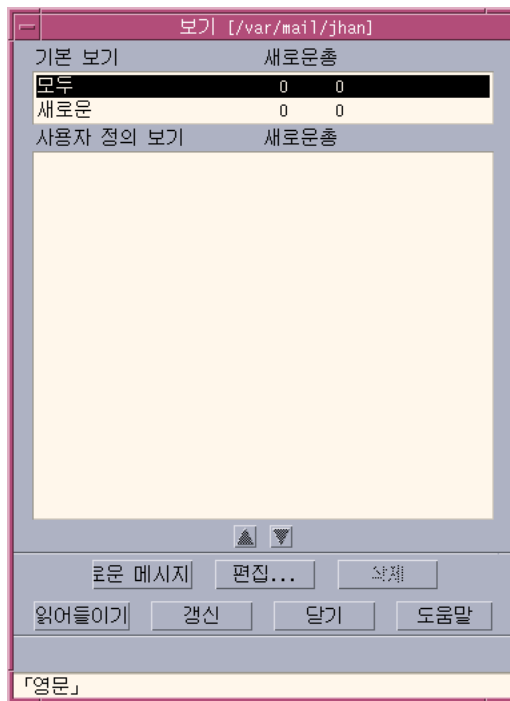 보기 [/var/mail/jhan]
기본 보기 새로운총
모두 0 0
새로운 0 0
사용자 정의 보기 새로운총
로운 메시지 편집... 삭제
읽어들이기 갱신 닫기 도움말
「영문」